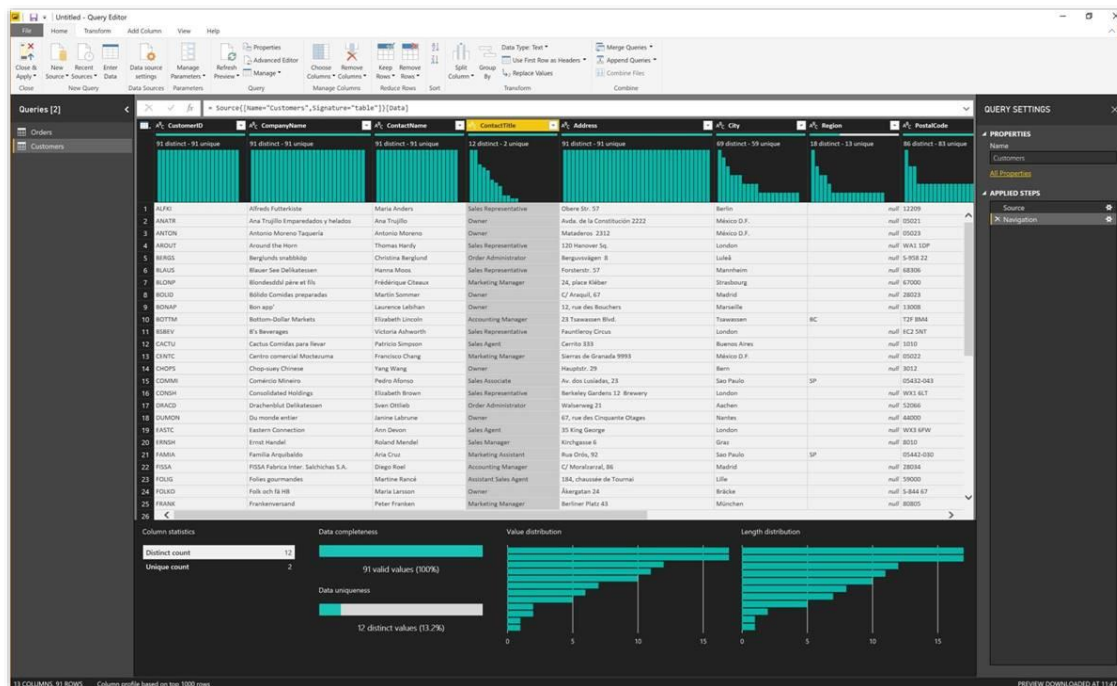 Untitled - Query Editor
File Home Transform Add Column View Help
Close & Apply
New Source
Recent Sources
Enter Data
Data source settings
Manage Parameters
Refresh Preview
Properties
Advanced Editor
Manage
Choose Columns
Remove Columns
Keep Rows
Remove Rows
Split Column
Group By
Data Type: Text
Use First Row as Headers
Replace Values
Merge Queries
Append Queries
Combine Files
Close New Query Data Sources Parameters Query Manage Columns Reduce Rows Sort Transform Combine
Queries [2]
Orders
Customers
= Source{[Name="Customers",Signature="table"]}[Data]
CustomerID CompanyName ContactName ContactTitle Address City Region PostalCode
91 distinct - 91 unique 91 distinct - 91 unique 91 distinct - 91 unique 12 distinct - 2 unique 91 distinct - 91 unique 69 distinct - 59 unique 18 distinct - 13 unique 86 distinct - 83 unique
1 ALFKI Alfreds Futterkiste Maria Anders Sales Representative Obere Str. 57 Berlin null 12209
2 ANATR Ana Trujillo Emparedados y helados Ana Trujillo Owner Avda. de la Constitución 2222 México D.F. null 05021
3 ANTON Antonio Moreno Taquería Antonio Moreno Owner Mataderos 2312 México D.F. null 05023
4 AROUT Around the Horn Thomas Hardy Sales Representative 120 Hanover Sq. London null WA1 1DP
5 BERGS Berglunds snabbköp Christina Berglund Order Administrator Berguvsvägen 8 Luleå null S-958 22
6 BLAUS Blauer See Delikatessen Hanna Moos Sales Representative Forsterstr. 57 Mannheim null 68306
7 BLONP Blondesddsl père et fils Frédérique Citeaux Marketing Manager 24, place Kléber Strasbourg null 67000
8 BOLID Bólido Comidas preparadas Martín Sommer Owner C/ Araquil, 67 Madrid null 28023
9 BONAP Bon app' Laurence Lebihan Owner 12, rue des Bouchers Marseille null 13008
10 BOTTM Bottom-Dollar Markets Elizabeth Lincoln Accounting Manager 23 Tsawassen Blvd. Tsawassen BC T2F 8M4
11 BSBEV B's Beverages Victoria Ashworth Sales Representative Fauntleroy Circus London null EC2 5NT
12 CACTU Cactus Comidas para llevar Patricio Simpson Sales Agent Cerrito 333 Buenos Aires null 1010
13 CENTC Centro comercial Moctezuma Francisco Chang Marketing Manager Sierras de Granada 9993 México D.F. null 05022
14 CHOPS Chop-suey Chinese Yang Wang Owner Hauptstr. 29 Bern null 3012
15 COMMI Comércio Mineiro Pedro Afonso Sales Associate Av. dos Lusíadas, 23 Sao Paulo SP 05432-043
16 CONSH Consolidated Holdings Elizabeth Brown Sales Representative Berkeley Gardens 12 Brewery London null WX1 6LT
17 DRACD Drachenblut Delikatessen Sven Ottlieb Order Administrator Walserweg 21 Aachen null 52066
18 DUMON Du monde entier Janine Labrune Owner 67, rue des Cinquante Otages Nantes null 44000
19 EASTC Eastern Connection Ann Devon Sales Agent 35 King George London null WX3 6FW
20 ERNSH Ernst Handel Roland Mendel Sales Manager Kirchgasse 6 Graz null 8010
21 FAMIA Familia Arquibaldo Aria Cruz Marketing Assistant Rua Orós, 92 Sao Paulo SP 05442-030
22 FISSA FISSA Fabrica Inter. Salchichas S.A. Diego Roel Accounting Manager C/ Moralzarzal, 86 Madrid null 28034
23 FOLIG Folies gourmandes Martine Rancé Assistant Sales Agent 184, chaussée de Tournai Lille null 59000
24 FOLKO Folk och fä HB Maria Larsson Owner Åkergatan 24 Bräcke null S-844 67
25 FRANK Frankenversand Peter Franken Marketing Manager Berliner Platz 43 München null 80805
26
QUERY SETTINGS
PROPERTIES
Name
Customers
All Properties
APPLIED STEPS
Source
Navigation
Column statistics
Distinct count 12
Unique count 2
Data completeness
91 valid values (100%)
Data uniqueness
12 distinct values (13.2%)
Value distribution
0 5 10 15
Length distribution
0 5 10 15
13 COLUMNS, 91 ROWS Column profile based on top 1000 rows
PREVIEW DOWNLOADED AT 11:47